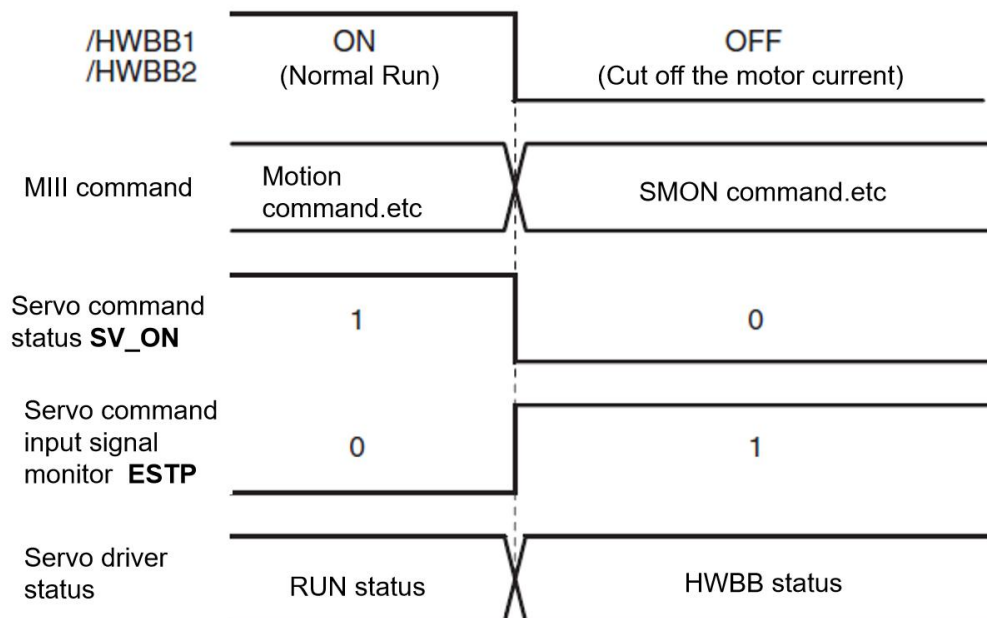 /HWBB1
/HWBB2
ON
(Normal Run)
OFF
(Cut off the motor current)
MIII command
Motion
command.etc
SMON command.etc
Servo command
status SV_ON
1
0
Servo command
input signal
monitor ESTP
0
1
Servo driver
status
RUN status
HWBB status